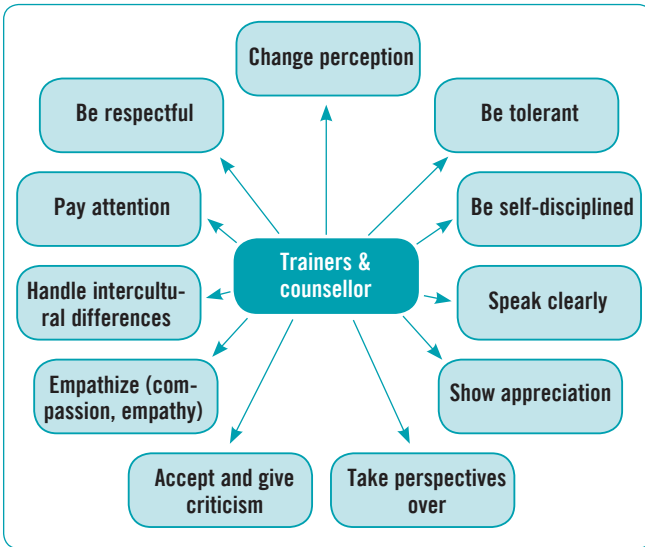 Change perception
Be respectful
Be tolerant
Pay attention
Be self-disciplined
Trainers &
counsellor
Handle intercultu-
ral differences
Speak clearly
Empathize (com-
passion, empathy)
Show appreciation
Accept and give
criticism
Take perspectives
over